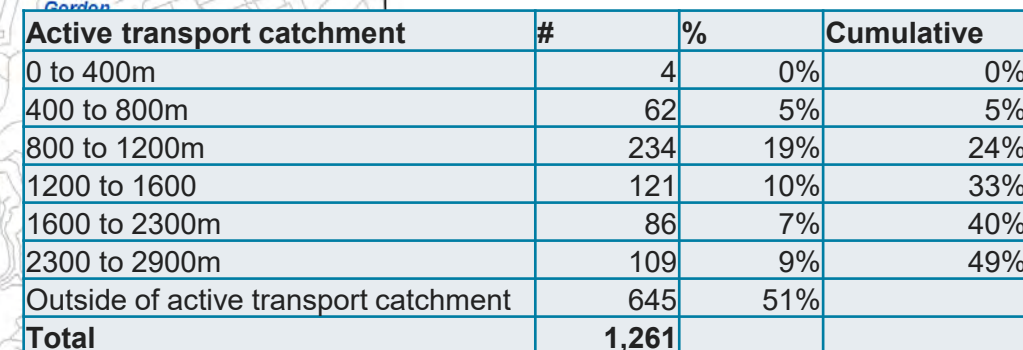 Gordon
Active transport catchment # % Cumulative
0 to 400m 4 0% 0%
400 to 800m 62 5% 5%
800 to 1200m 234 19% 24%
1200 to 1600 121 10% 33%
1600 to 2300m 86 7% 40%
2300 to 2900m 109 9% 49%
Outside of active transport catchment 645 51%
Total 1,261